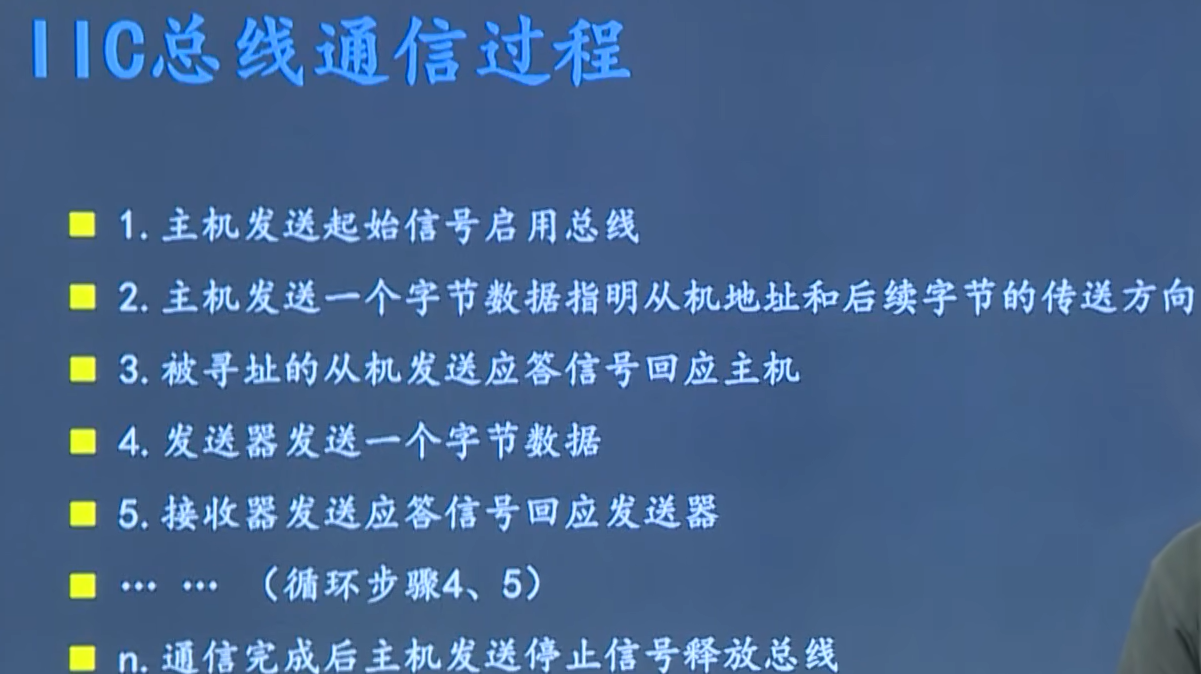 IIC总线通信过程
1. 主机发送起始信号启用总线
2. 主机发送一个字节数据指明从机地址和后续字节的传送方向
3. 被寻址的从机发送应答信号回应主机
4. 发送器发送一个字节数据
5. 接收器发送应答信号回应发送器
… … （循环步骤4、5）
n. 通信完成后主机发送停止信号释放总线